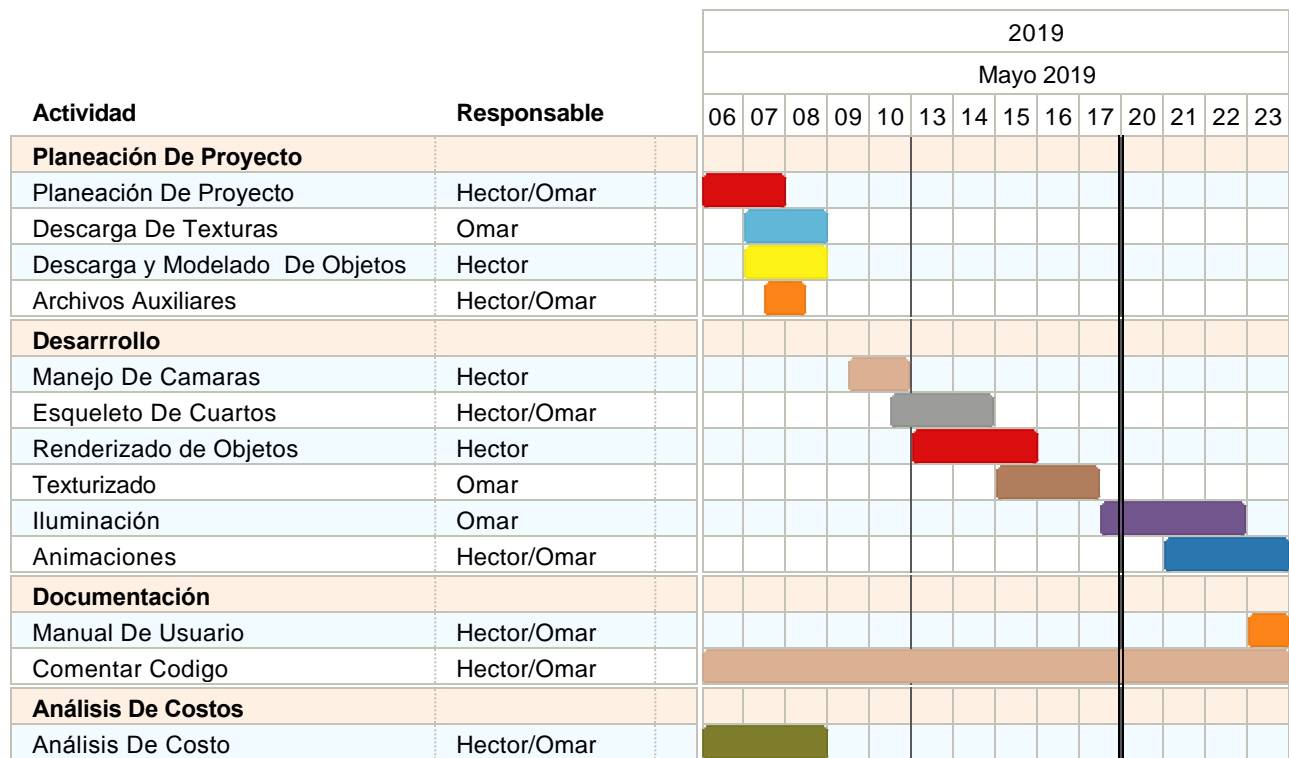 2019
Mayo 2019
Actividad Responsable 06 07 08 09 10 13 14 15 16 17 20 21 22 23
Planeación De Proyecto
Planeación De Proyecto Hector/Omar
Descarga De Texturas Omar
Descarga y Modelado De Objetos Hector
Archivos Auxiliares Hector/Omar
Desarrrollo
Manejo De Camaras Hector
Esqueleto De Cuartos Hector/Omar
Renderizado de Objetos Hector
Texturizado Omar
Iluminación Omar
Animaciones Hector/Omar
Documentación
Manual De Usuario Hector/Omar
Comentar Codigo Hector/Omar
Análisis De Costos
Análisis De Costo Hector/Omar